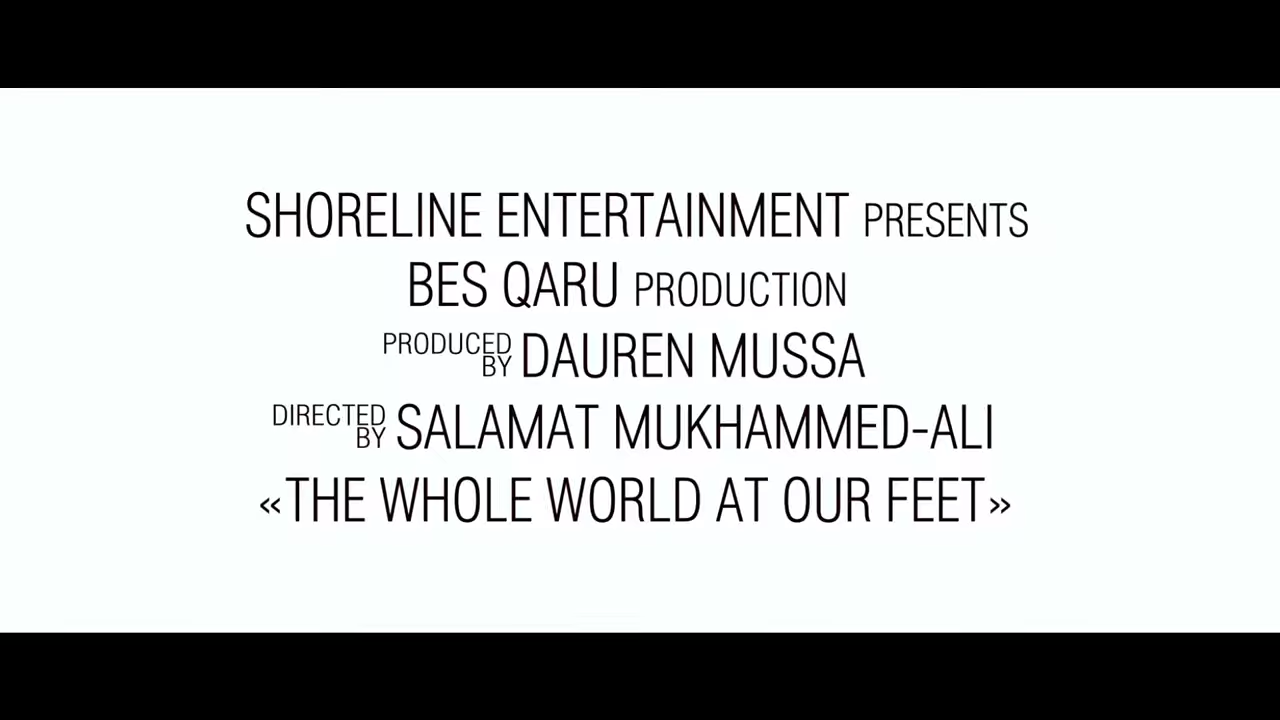 SHORELINE ENTERTAINMENT PRESENTS
BES QARU PRODUCTION
PRODUCED BY DAUREN MUSSA
DIRECTED BY SALAMAT MUKHAMMED-ALI
«THE WHOLE WORLD AT OUR FEET»